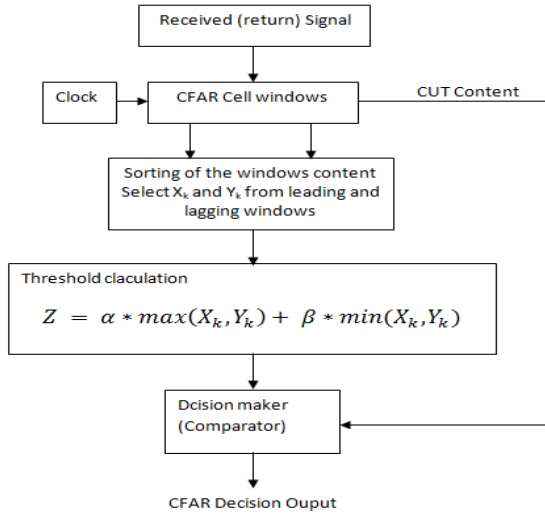 Received (return) Signal
Clock
CFAR Cell windows
CUT Content
Sorting of the windows content
Select Xk and Yk from leading and
lagging windows
Threshold claculation
Z = α ∗ max(Xk, Yk) + β ∗ min(Xk, Yk)
Dcision maker
(Comparator)
CFAR Decision Ouput